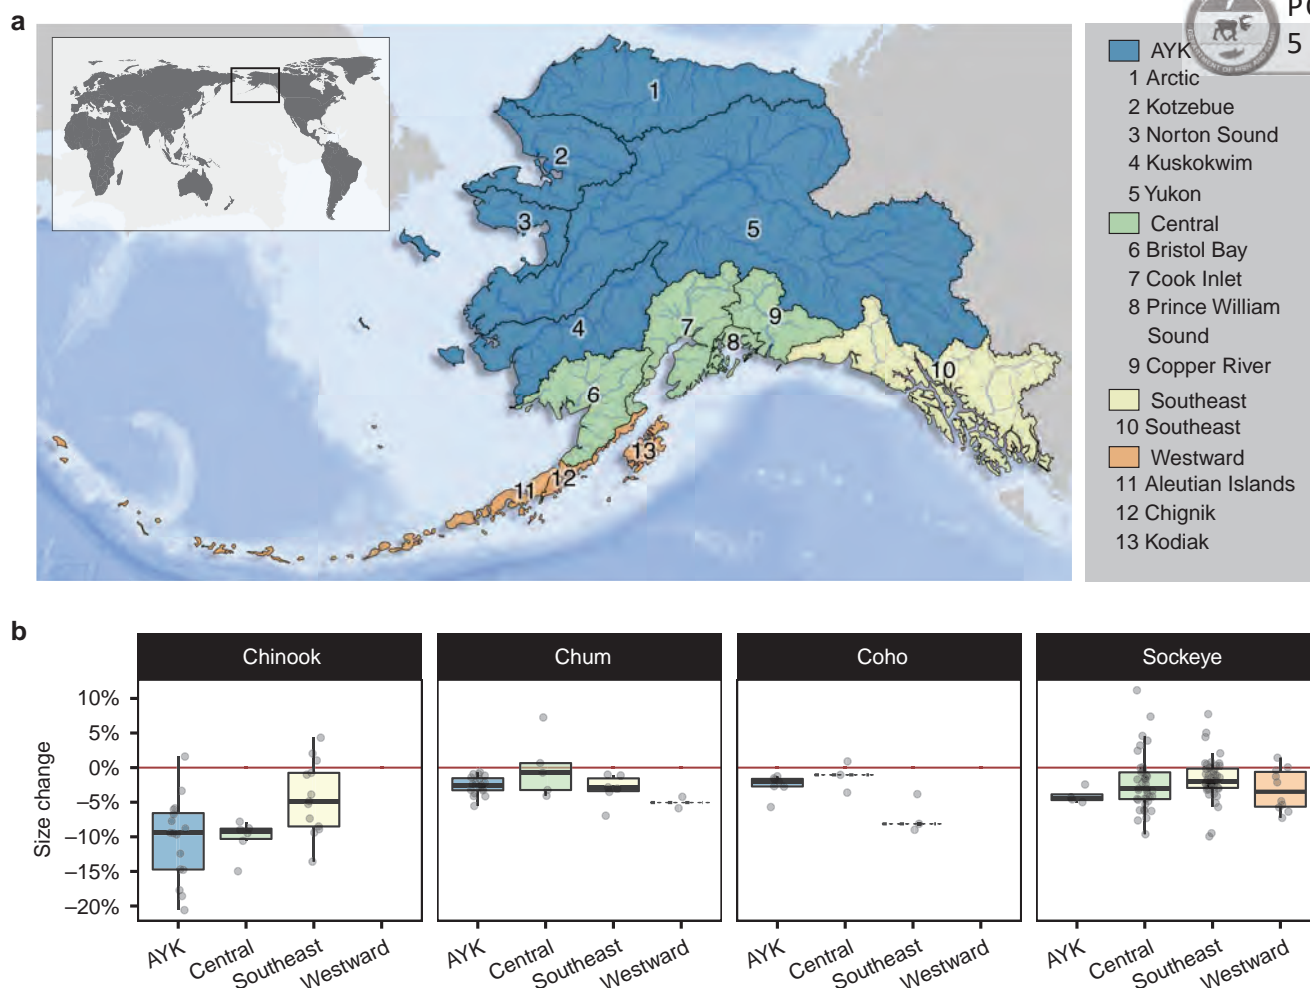 a
PC
5
AYK
1 Arctic
2 Kotzebue
3 Norton Sound
4 Kuskokwim
5 Yukon
Central
6 Bristol Bay
7 Cook Inlet
8 Prince William
Sound
9 Copper River
Southeast
10 Southeast
Westward
11 Aleutian Islands
12 Chignik
13 Kodiak
1
2
3
5
4
7
9
8
10
6
13
12
11
b
Chinook
Chum
Coho
Sockeye
Size change
10%
5%
0%
–5%
–10%
–15%
–20%
AYK
Central
Southeast
Westward
AYK
Central
Southeast
Westward
AYK
Central
Southeast
Westward
AYK
Central
Southeast
Westward